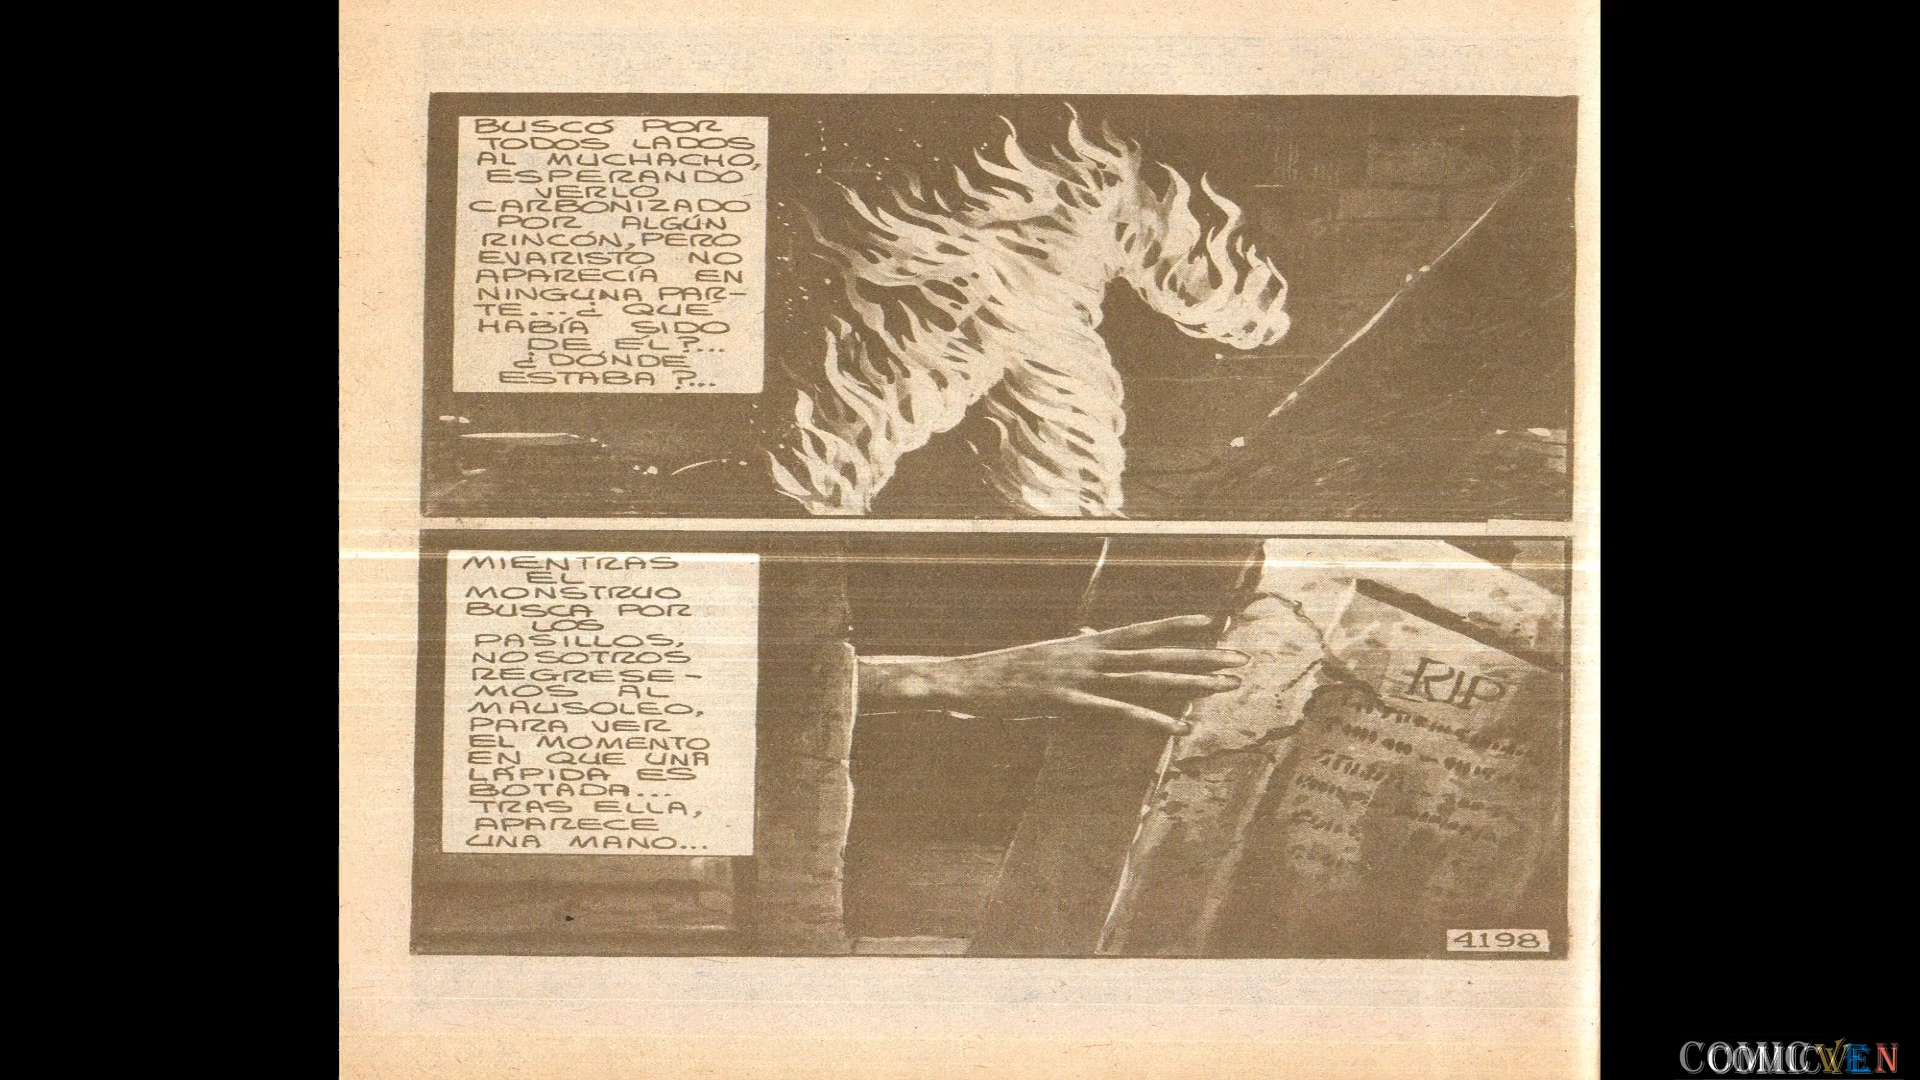 BUSCÓ POR
TODOS LADOS
AL MUCHACHO,
ESPERANDO
VERLO
CARBONIZADO
POR ALGÚN
RINCÓN, PERO
EVARISTO NO
APARECÍA EN
NINGUNA PAR-
TE... ¿ QUÉ
HABÍA SIDO
DE ÉL?...
¿ DÓNDE
ESTABA ?...
MIENTRAS
EL
MONSTRUO
BUSCA POR
LOS
PASILLOS,
NOSOTROS
REGRESE-
MOS AL
MAUSOLEO,
PARA VER
EL MOMENTO
EN QUE UNA
LÁPIDA ES
BOTADA...
TRAS ELLA,
APARECE
UNA MANO...
RIP
4198
COMICWEN